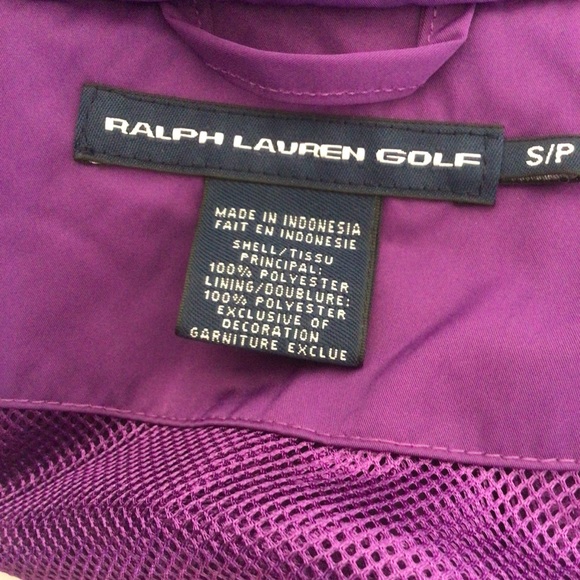 RALPH LAUREN GOLF
S/P
MADE IN INDONESIA
FAIT EN INDONESIE
SHELL/TISSU
PRINCIPAL:
100% POLYESTER
LINING/DOUBLURE:
100% POLYESTER
EXCLUSIVE OF
DECORATION
GARNITURE EXCLUE